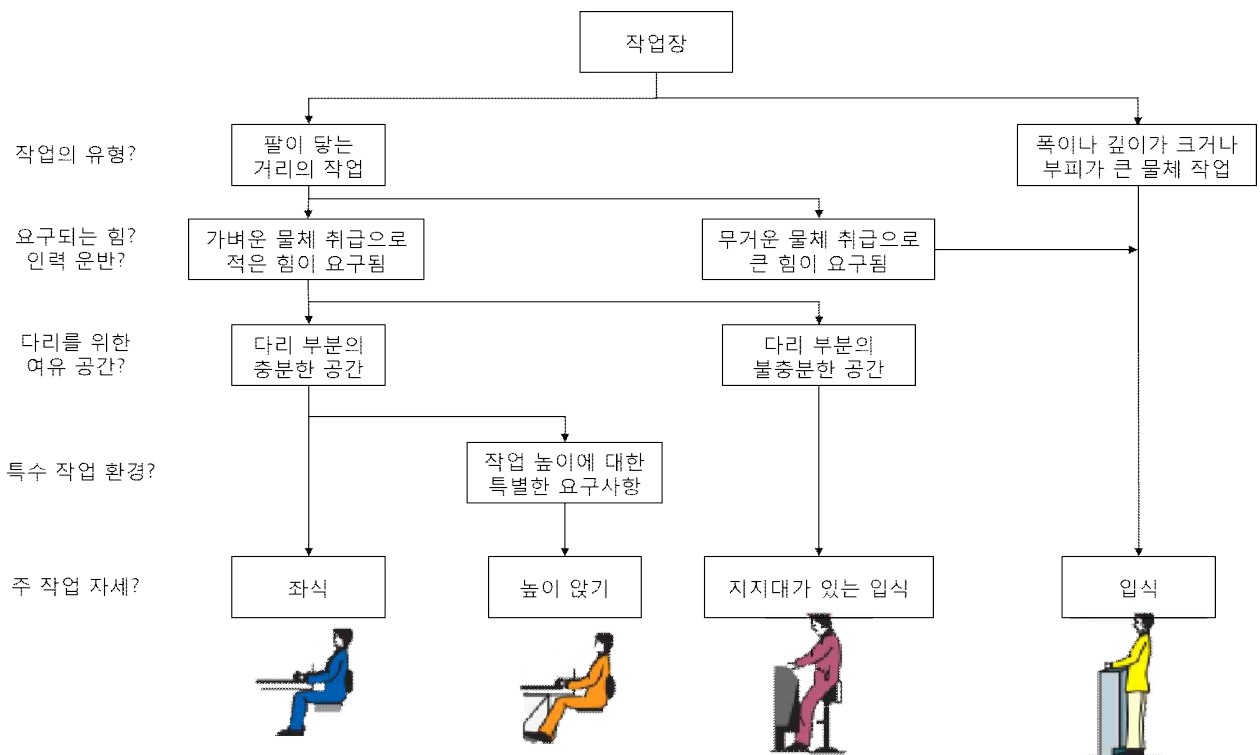 작업장
작업의 유형?
팔이 닿는
거리의 작업
폭이나 깊이가 크거나
부피가 큰 물체 작업
요구되는 힘?
인력 운반?
가벼운 물체 취급으로
적은 힘이 요구됨
무거운 물체 취급으로
큰 힘이 요구됨
다리를 위한
여유 공간?
다리 부분의
충분한 공간
다리 부분의
불충분한 공간
특수 작업 환경?
작업 높이에 대한
특별한 요구사항
주 작업 자세?
좌식
높이 앉기
지지대가 있는 입식
입식